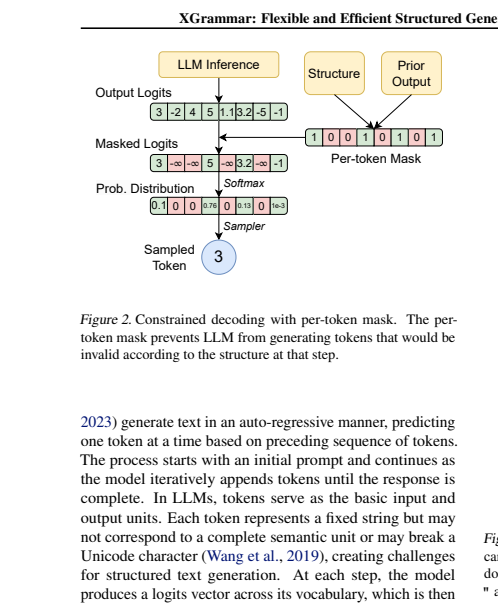 XGrammar: Flexible and Efficient Structured Gene
LLM Inference
Structure
Prior
Output
Output Logits
3 -2 4 5 1.1 3.2 -5 -1
1 0 0 1 0 1 0 1
Per-token Mask
Masked Logits
3 -∞ -∞ 5 -∞ 3.2 -∞ -1
Softmax
Prob. Distribution
0.1 0 0 0.76 0 0.13 0 1e-3
Sampler
Sampled
Token
3
Figure 2. Constrained decoding with per-token mask. The per-
token mask prevents LLM from generating tokens that would be
invalid according to the structure at that step.
2023) generate text in an auto-regressive manner, predicting
one token at a time based on preceding sequence of tokens.
The process starts with an initial prompt and continues as
the model iteratively appends tokens until the response is
complete. In LLMs, tokens serve as the basic input and
output units. Each token represents a fixed string but may
not correspond to a complete semantic unit or may break a
Unicode character (Wang et al., 2019), creating challenges
for structured text generation. At each step, the model
produces a logits vector across its vocabulary, which is then
Fig
can
do
" a